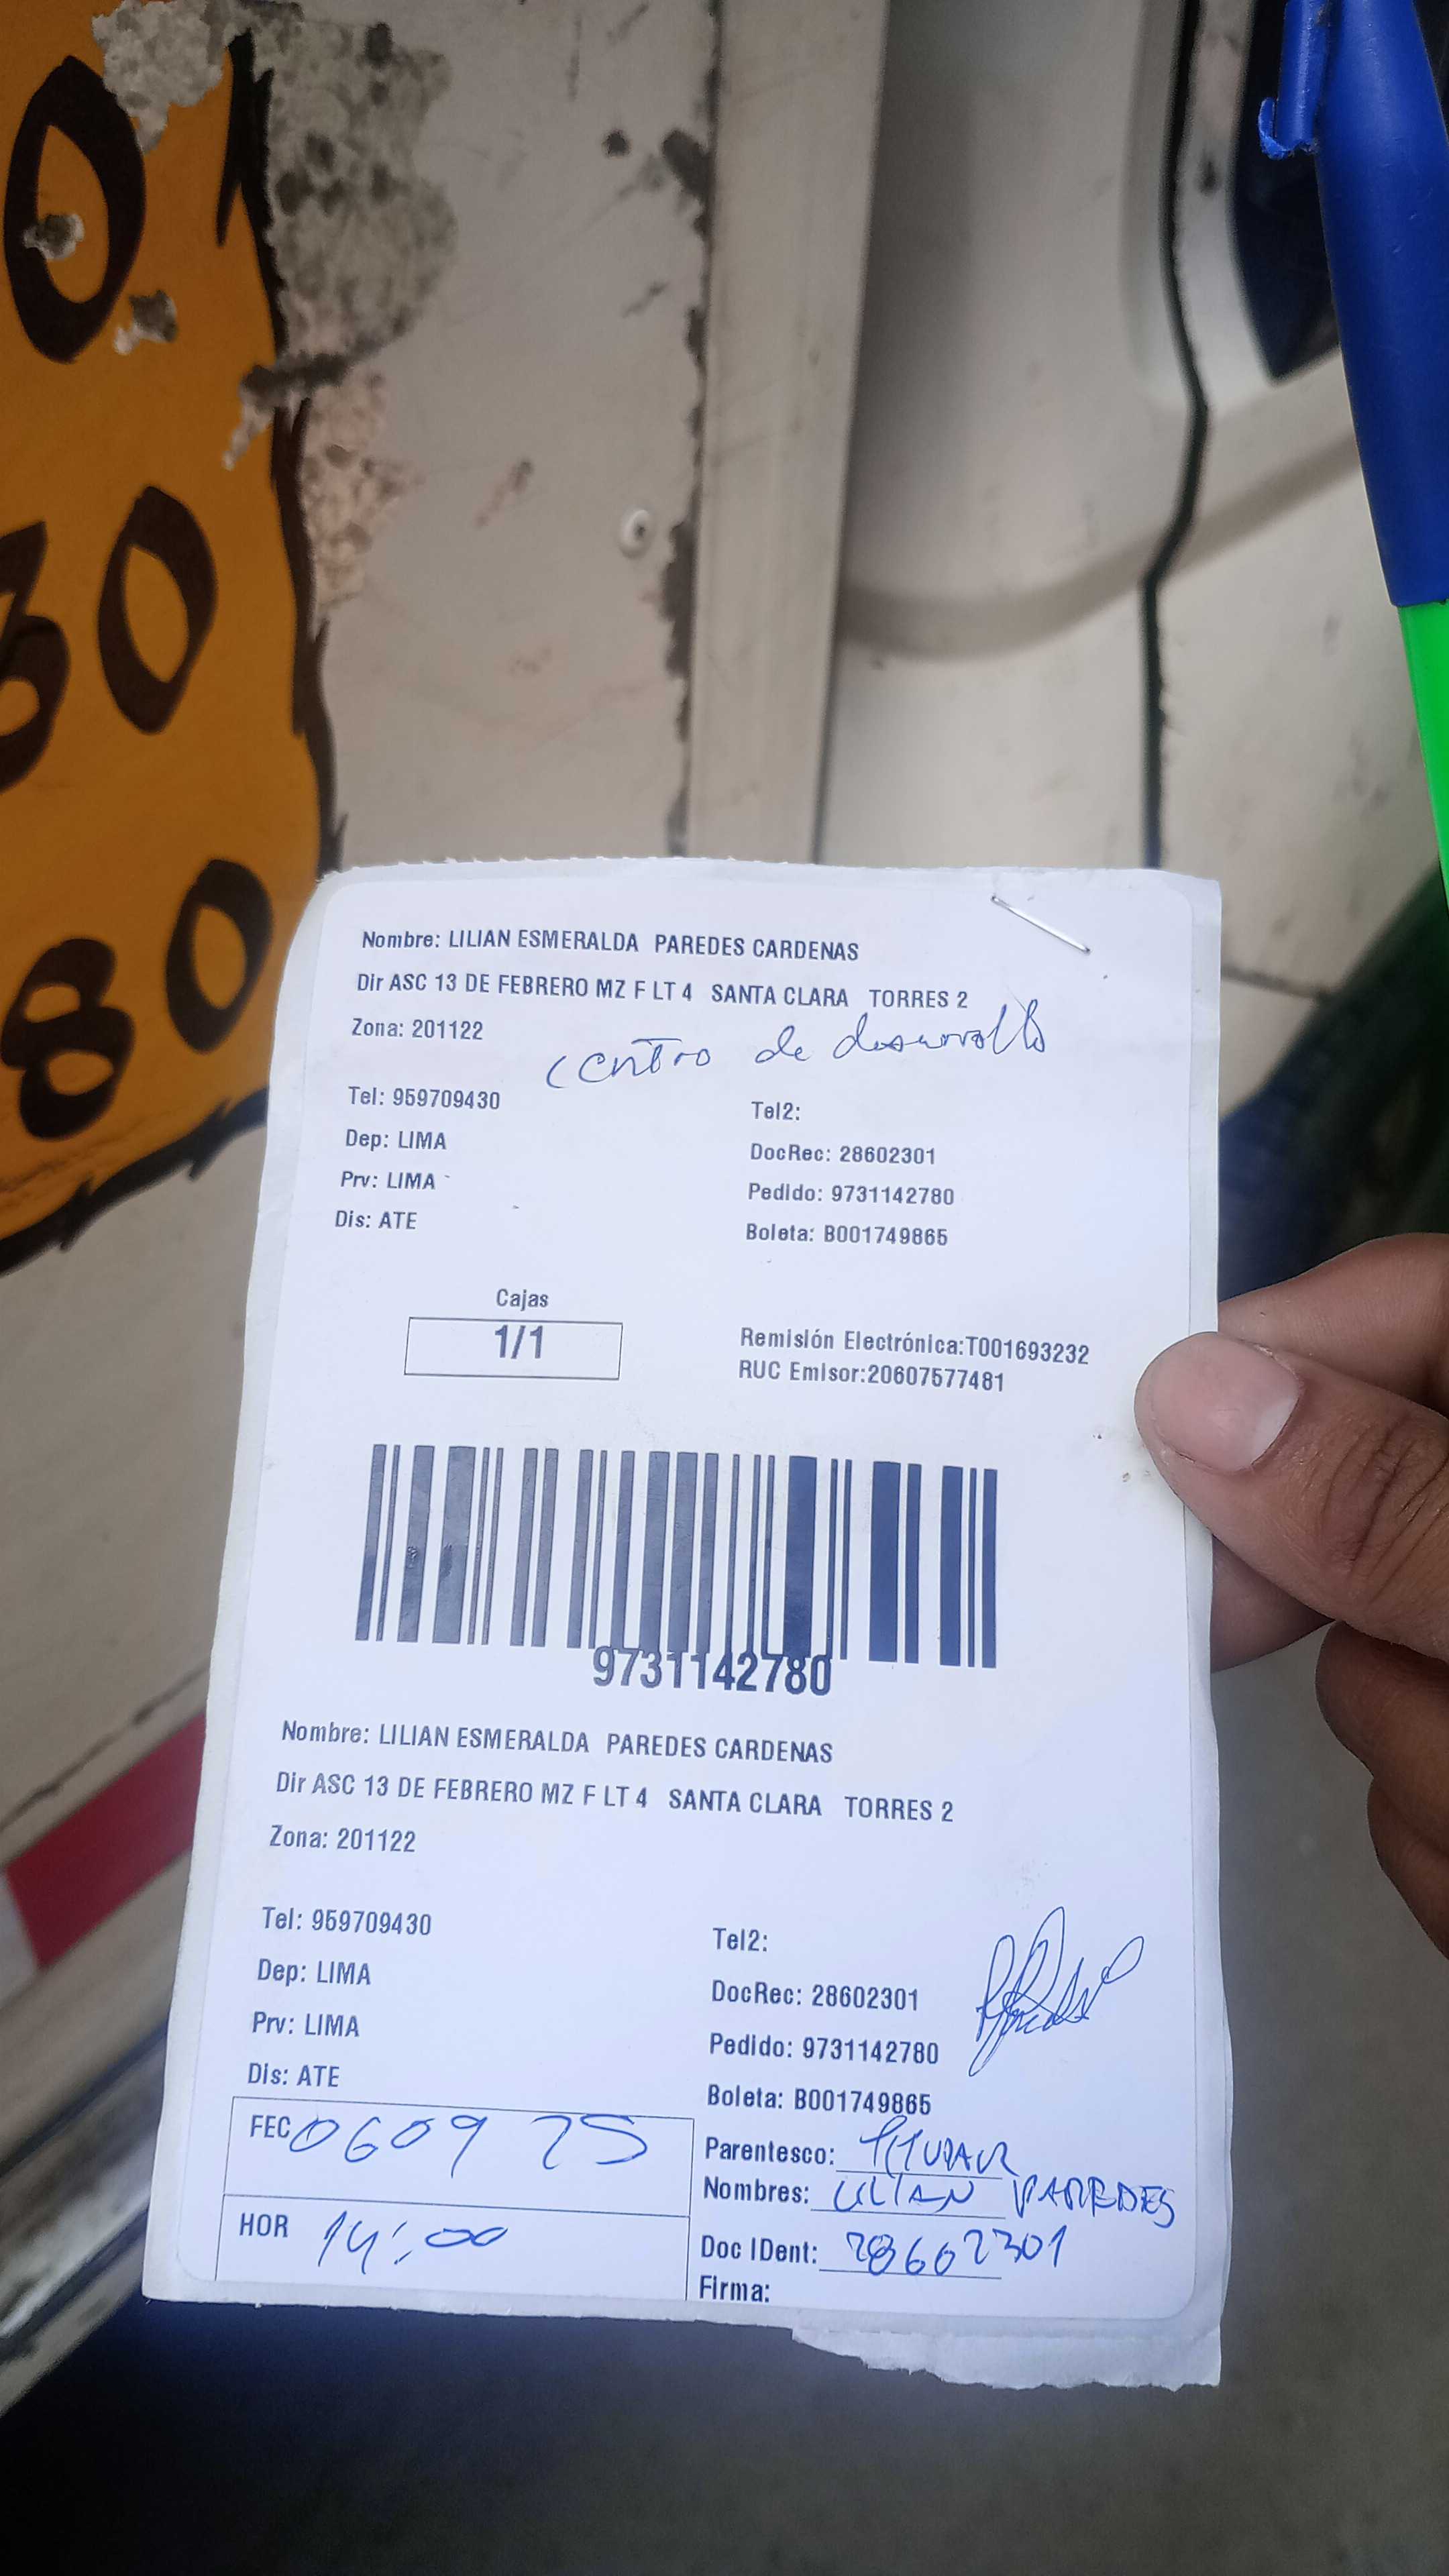 0
30
80
Nombre: LILIAN ESMERALDA PAREDES CARDENAS
Dir ASC 13 DE FEBRERO MZ F LT 4 SANTA CLARA TORRES 2
Zona: 201122
centro de desarrollo
Tel: 959709430
Tel2:
Dep: LIMA
DocRec: 28602301
Prv: LIMA
Pedido: 9731142780
Dis: ATE
Boleta: B001749865
Cajas
1/1
Remisión Electrónica:T001693232
RUC Emisor:20607577481
9731142780
Nombre: LILIAN ESMERALDA PAREDES CARDENAS
Dir ASC 13 DE FEBRERO MZ F LT 4 SANTA CLARA TORRES 2
Zona: 201122
Tel: 959709430
Tel2:
Dep: LIMA
DocRec: 28602301
Prv: LIMA
Pedido: 9731142780
Dis: ATE
Boleta: B001749865
FEC 060925
Parentesco: TITULAR
Nombres: LILIAN PAREDES
HOR 14:00
Doc IDent: 28602301
Firma: